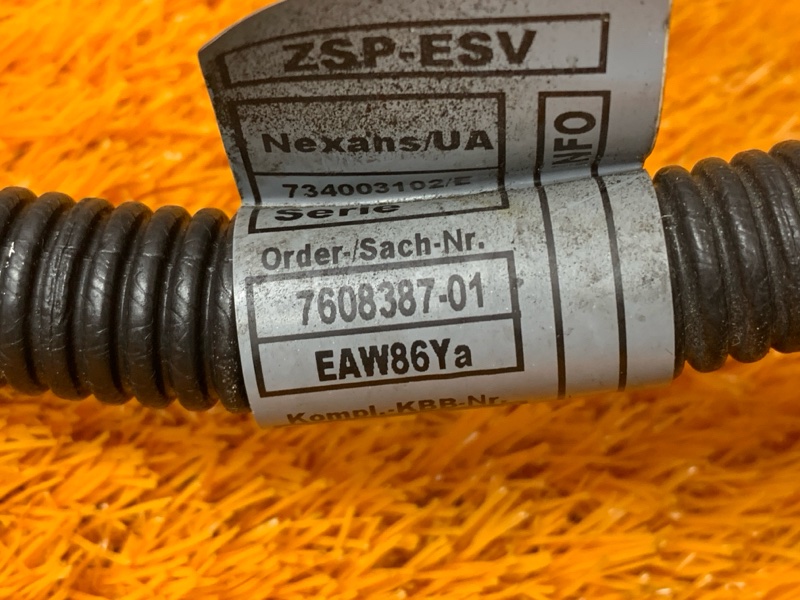 ZSP-ESV
Nexans/UA
734003102/E
Serie
INFO
Order-/Sach-Nr.
7608387-01
EAW86Ya
Kompl.-KBB-Nr.